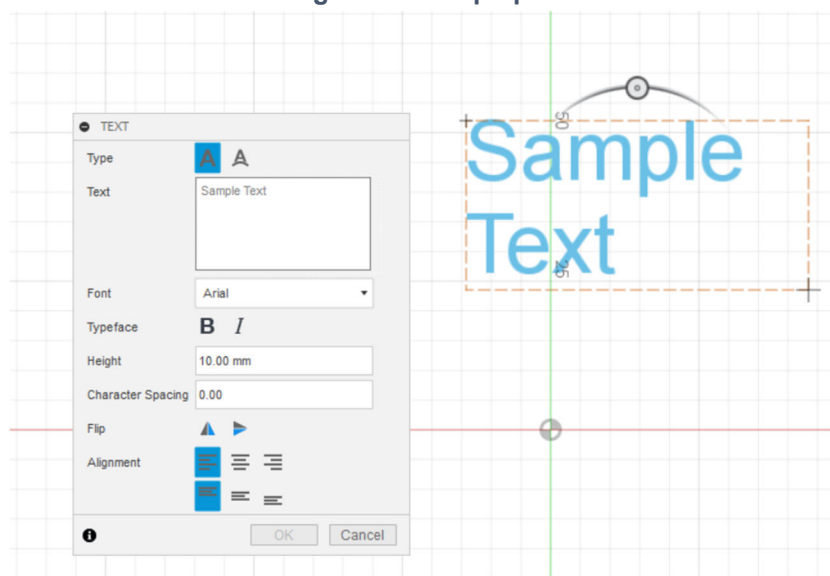 TEXT
Type
Text
Sample Text
Font
Arial
Typeface
B I
Height
10.00 mm
Character Spacing
0.00
Flip
Alignment
OK
Cancel
50
Sample
Text
25